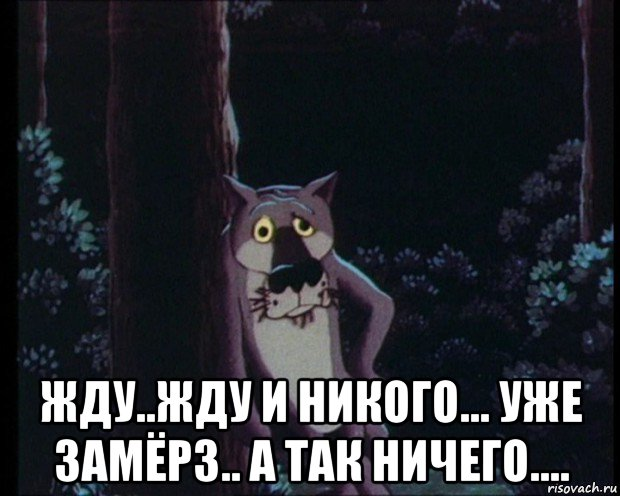 ЖДУ..ЖДУ И НИКОГО... УЖЕ
ЗАМЁРЗ.. А ТАК НИЧЕГО....
risovach.ru